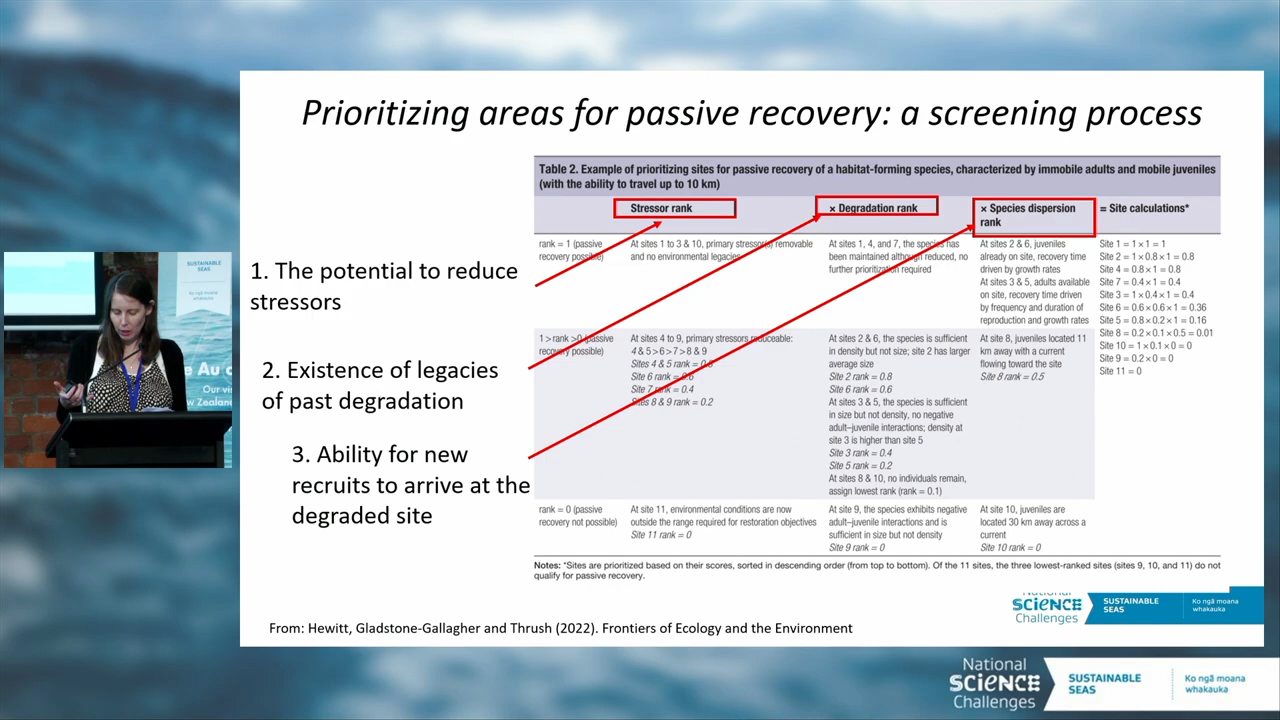 Prioritizing areas for passive recovery: a screening process
Table 2. Example of prioritizing sites for passive recovery of a habitat-forming species, characterized by immobile adults and mobile juveniles
(with the ability to travel up to 10 km)
Stressor rank
× Degradation rank
× Species dispersion
rank
= Site calculations*
rank = 1 (passive
recovery possible)
At sites 1 to 3 & 10, primary stressor(s) removable
and no environmental legacies
At sites 1, 4, and 7, the species has
been maintained although reduced, no
further prioritization required
At sites 2 & 6, juveniles
already on site, recovery time
driven by growth rates
At sites 3 & 5, adults available
on site, recovery time driven
by frequency and duration of
reproduction and growth rates
Site 1 = 1 × 1 = 1
Site 2 = 1 × 0.8 × 1 = 0.8
Site 4 = 0.8 × 1 = 0.8
Site 7 = 0.4 × 1 = 0.4
Site 3 = 1 × 0.4 × 1 = 0.4
Site 6 = 0.6 × 0.6 × 1 = 0.36
Site 5 = 0.8 × 0.2 × 1 = 0.16
Site 8 = 0.2 × 0.1 × 0.5 = 0.01
Site 10 = 1 × 0.1 × 0 = 0
Site 9 = 0.2 × 0 = 0
Site 11 = 0
1 > rank > 0 (passive
recovery possible)
At sites 4 to 9, primary stressors reduceable:
4 & 5 > 6 > 7 > 8 & 9
Sites 4 & 5 rank = 0.8
Site 6 rank = 0.6
Site 7 rank = 0.4
Sites 8 & 9 rank = 0.2
At sites 2 & 6, the species is sufficient
in density but not size; site 2 has larger
average size
Site 2 rank = 0.8
Site 6 rank = 0.6
At sites 3 & 5, the species is sufficient
in size but not density, no negative
adult–juvenile interactions; density at
site 3 is higher than site 5
Site 3 rank = 0.4
Site 5 rank = 0.2
At sites 8 & 10, no individuals remain,
assign lowest rank (rank = 0.1)
At site 8, juveniles located 11
km away with a current
flowing toward the site
Site 8 rank = 0.5
rank = 0 (passive
recovery not possible)
At site 11, environmental conditions are now
outside the range required for restoration objectives
Site 11 rank = 0
At site 9, the species exhibits negative
adult–juvenile interactions and is
sufficient in size but not density
Site 9 rank = 0
At site 10, juveniles are
located 30 km away across a
current
Site 10 rank = 0
Notes: *Sites are prioritized based on their scores, sorted in descending order (from top to bottom). Of the 11 sites, the three lowest-ranked sites (sites 9, 10, and 11) do not
qualify for passive recovery.
1. The potential to reduce
stressors
2. Existence of legacies
of past degradation
3. Ability for new
recruits to arrive at the
degraded site
From: Hewitt, Gladstone-Gallagher and Thrush (2022). Frontiers of Ecology and the Environment
National
SCIENCE
Challenges
SUSTAINABLE
SEAS
Ko ngā moana
whakauka
SUSTAINABLE
SEAS
Ko ngā moana
whakauka
e Au
Our vis
Zealand
National
SCIENCE
Challenges
SUSTAINABLE
SEAS
Ko ngā moana
whakauka